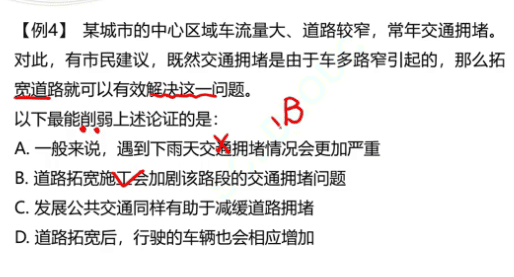 【例4】 某城市的中心区域车流量大、道路较窄，常年交通拥堵。
对此，有市民建议，既然交通拥堵是由于车多路窄引起的，那么拓
宽道路就可以有效解决这一问题。
以下最能削弱上述论证的是：
B
A. 一般来说，遇到下雨天交通拥堵情况会更加严重
B. 道路拓宽施工会加剧该路段的交通拥堵问题
C. 发展公共交通同样有助于减缓道路拥堵
D. 道路拓宽后，行驶的车辆也会相应增加